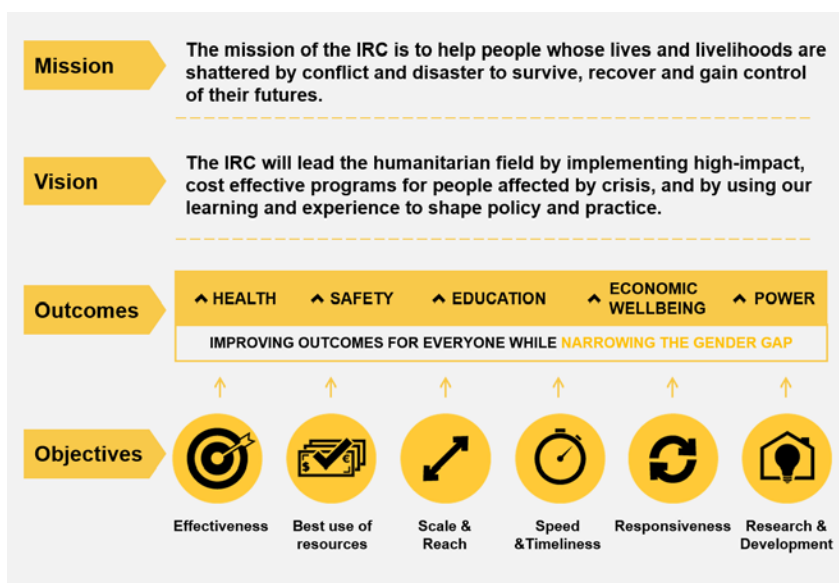 Mission
The mission of the IRC is to help people whose lives and livelihoods are
shattered by conflict and disaster to survive, recover and gain control
of their futures.
Vision
The IRC will lead the humanitarian field by implementing high-impact,
cost effective programs for people affected by crisis, and by using our
learning and experience to shape policy and practice.
Outcomes
HEALTH
SAFETY
EDUCATION
ECONOMIC
WELLBEING
POWER
IMPROVING OUTCOMES FOR EVERYONE WHILE NARROWING THE GENDER GAP
Objectives
$ €
Effectiveness
Best use of
resources
Scale &
Reach
Speed
&Timeliness
Responsiveness
Research &
Development